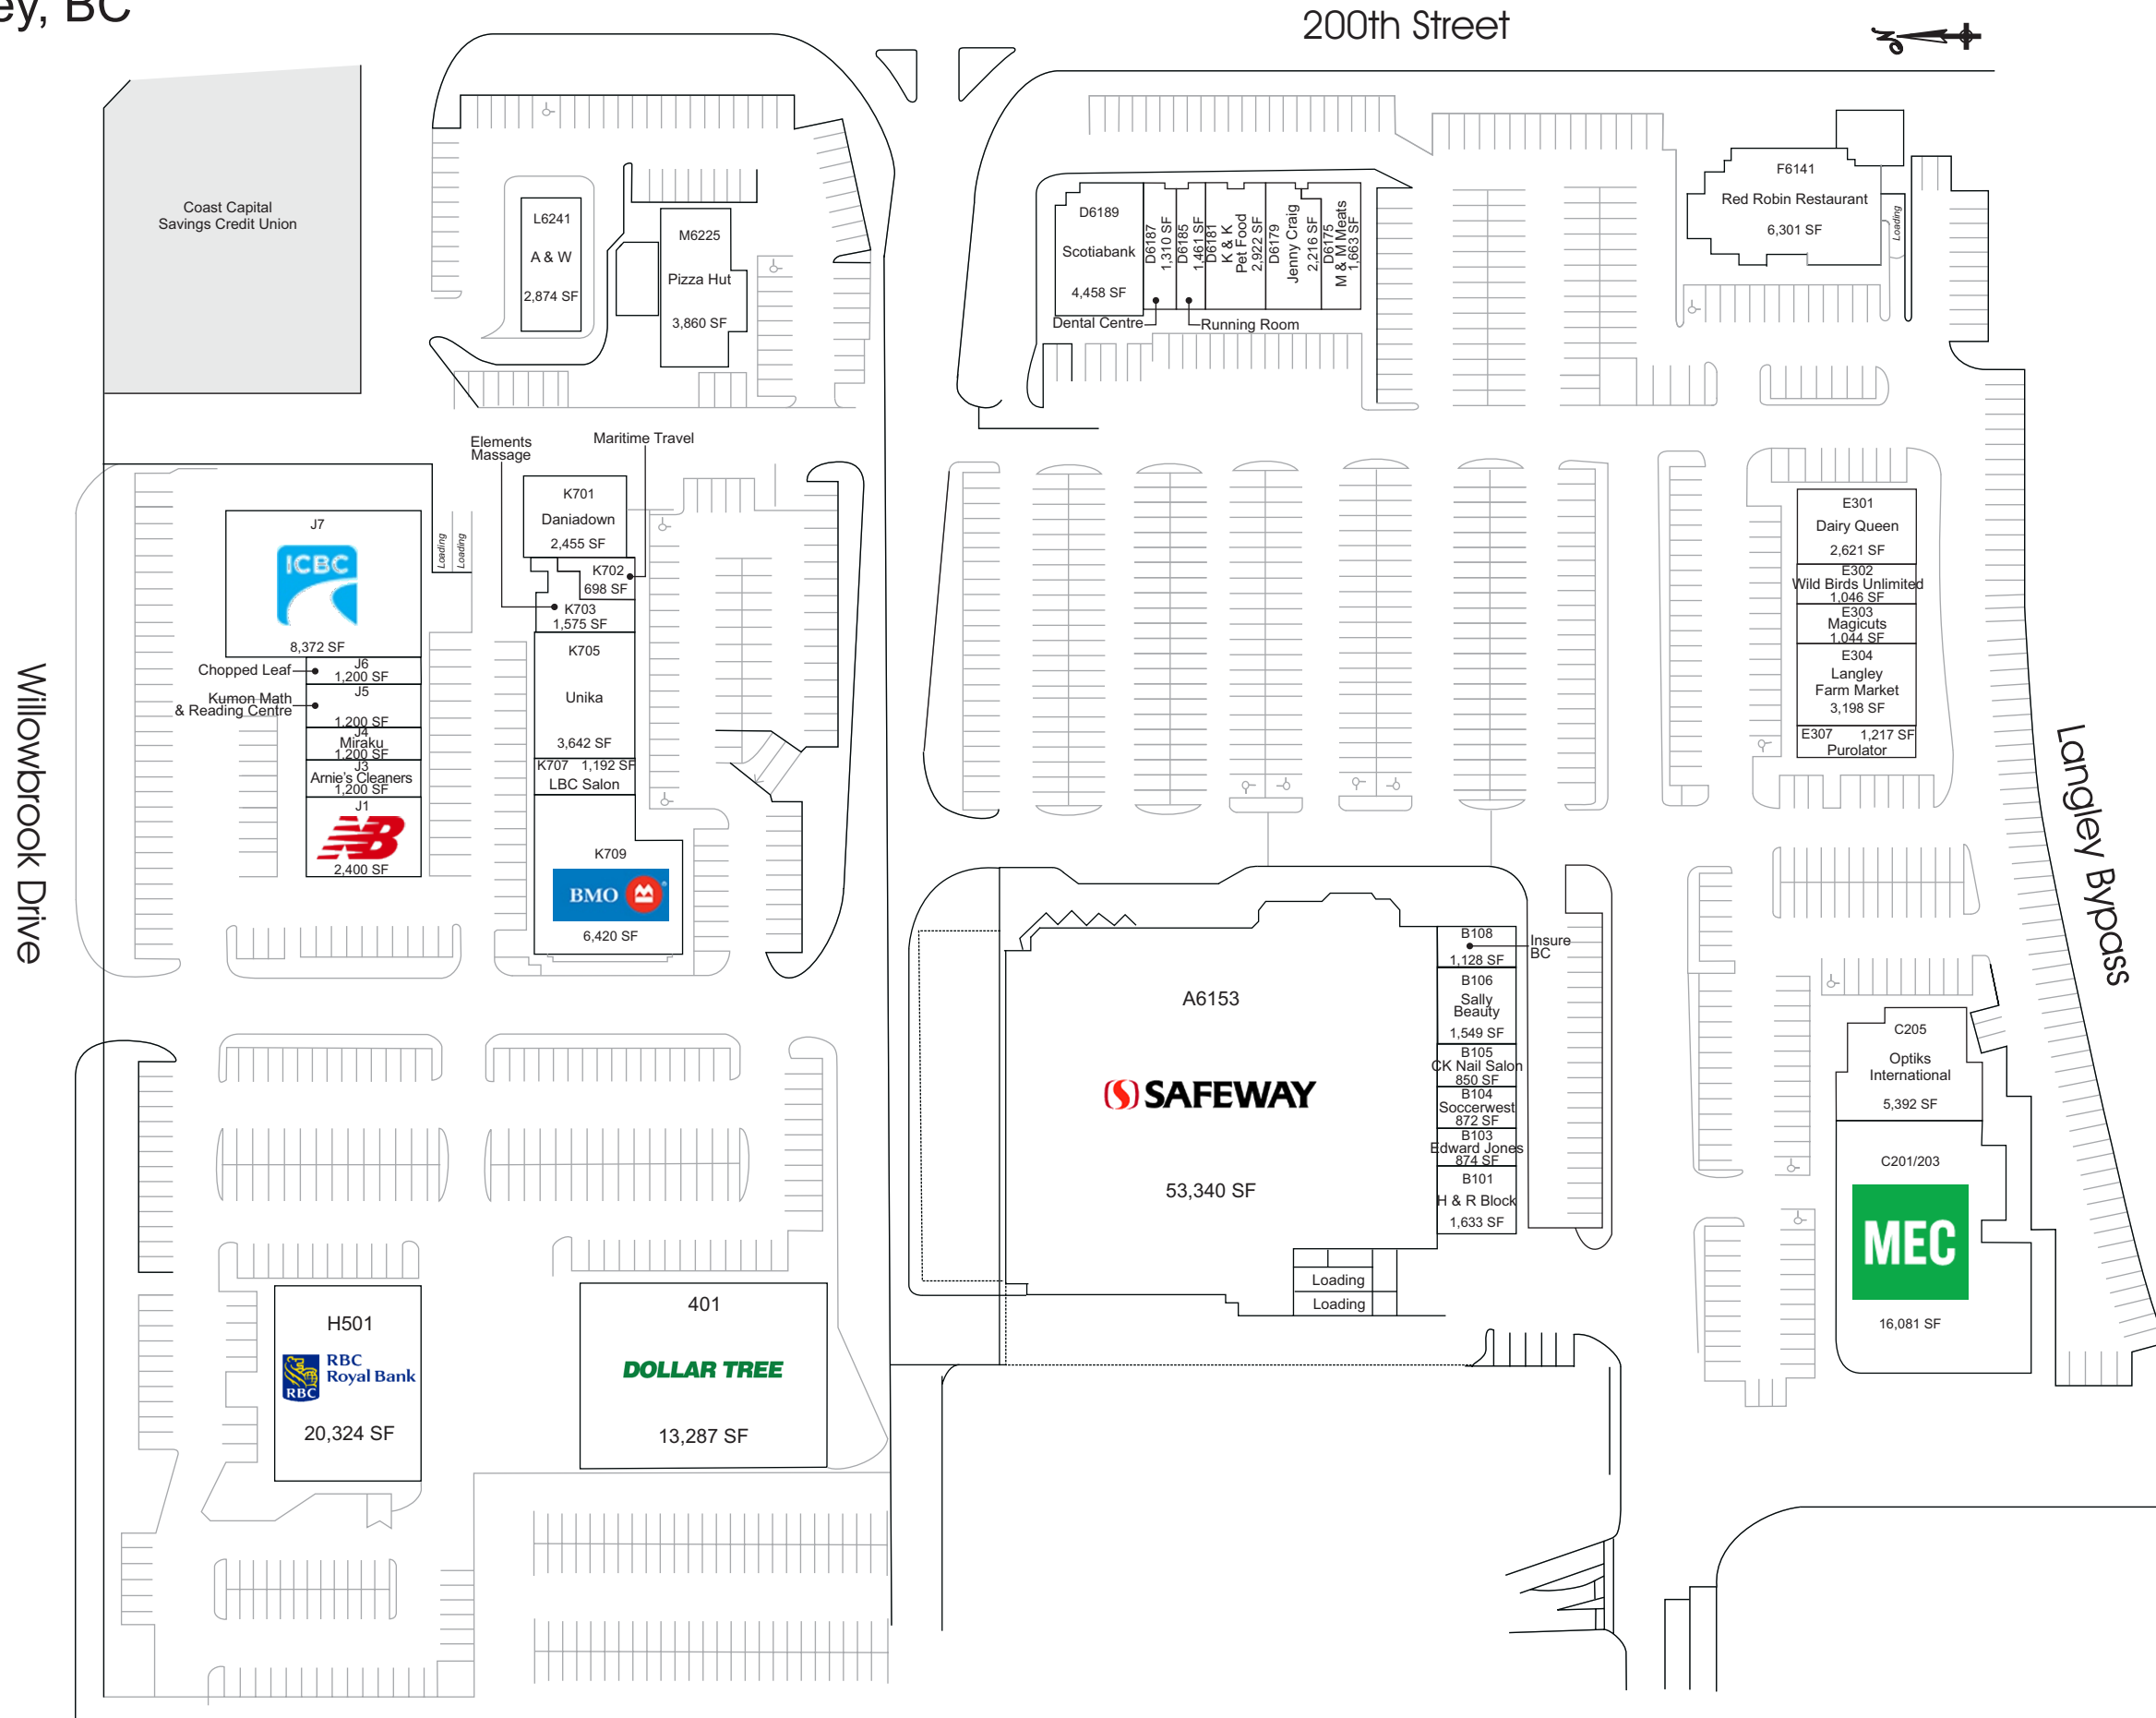 ey, BC
200th Street
N
Coast Capital
Savings Credit Union
L6241
A & W
2,874 SF
M6225
Pizza Hut
3,860 SF
D6189
Scotiabank
4,458 SF
D6187
1,310 SF
D6185
1,461 SF
D6181
K & K
Pet Food
2,922 SF
D6179
Jenny Craig
2,216 SF
D6175
M & M Meats
1,663 SF
Dental Centre
Running Room
F6141
Red Robin Restaurant
6,301 SF
Loading
Elements
Massage
Maritime Travel
J7
ICBC
8,372 SF
Loading
Loading
Chopped Leaf
J6
1,200 SF
Kumon Math
& Reading Centre
J5
1,200 SF
J4
Miraku
1,200 SF
J3
Arnie's Cleaners
1,200 SF
J1
NB
2,400 SF
K701
Daniadown
2,455 SF
K702
698 SF
K703
1,575 SF
K705
Unika
3,642 SF
K707 1,192 SF
LBC Salon
K709
BMO
6,420 SF
E301
Dairy Queen
2,621 SF
E302
Wild Birds Unlimited
1,046 SF
E303
Magicuts
1,044 SF
E304
Langley
Farm Market
3,198 SF
E307 1,217 SF
Purolator
Willowbrook Drive
Langley Bypass
A6153
SAFEWAY
53,340 SF
B108
1,128 SF
Insure
BC
B106
Sally
Beauty
1,549 SF
B105
CK Nail Salon
850 SF
B104
Soccerwest
872 SF
B103
Edward Jones
874 SF
B101
H & R Block
1,633 SF
Loading
Loading
C205
Optiks
International
5,392 SF
C201/203
MEC
16,081 SF
H501
RBC
RBC
Royal Bank
20,324 SF
401
DOLLAR TREE
13,287 SF